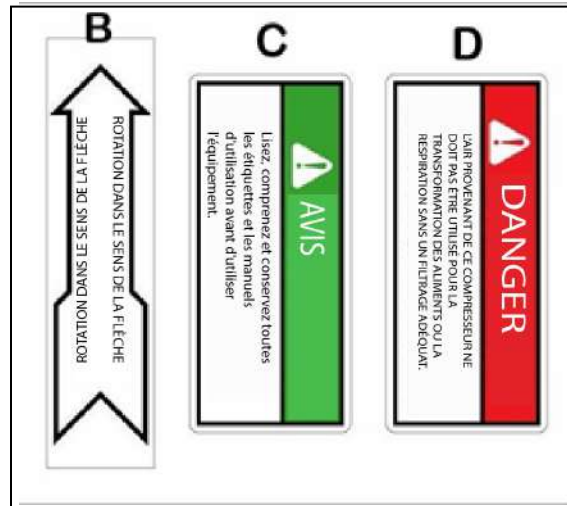 B
ROTATION DANS LE SENS DE LA FLÈCHE
ROTATION DANS LE SENS DE LA FLÈCHE
C
AVIS
Lisez, comprenez et conservez toutes
les étiquettes et les manuels
d'utilisation avant d'utiliser
l'équipement.
D
DANGER
L'AIR PROVENANT DE CE COMPRESSEUR NE
DOIT PAS ÊTRE UTILISÉ POUR LA
TRANSFORMATION DES ALIMENTS OU LA
RESPIRATION SANS UN FILTRAGE ADÉQUAT.